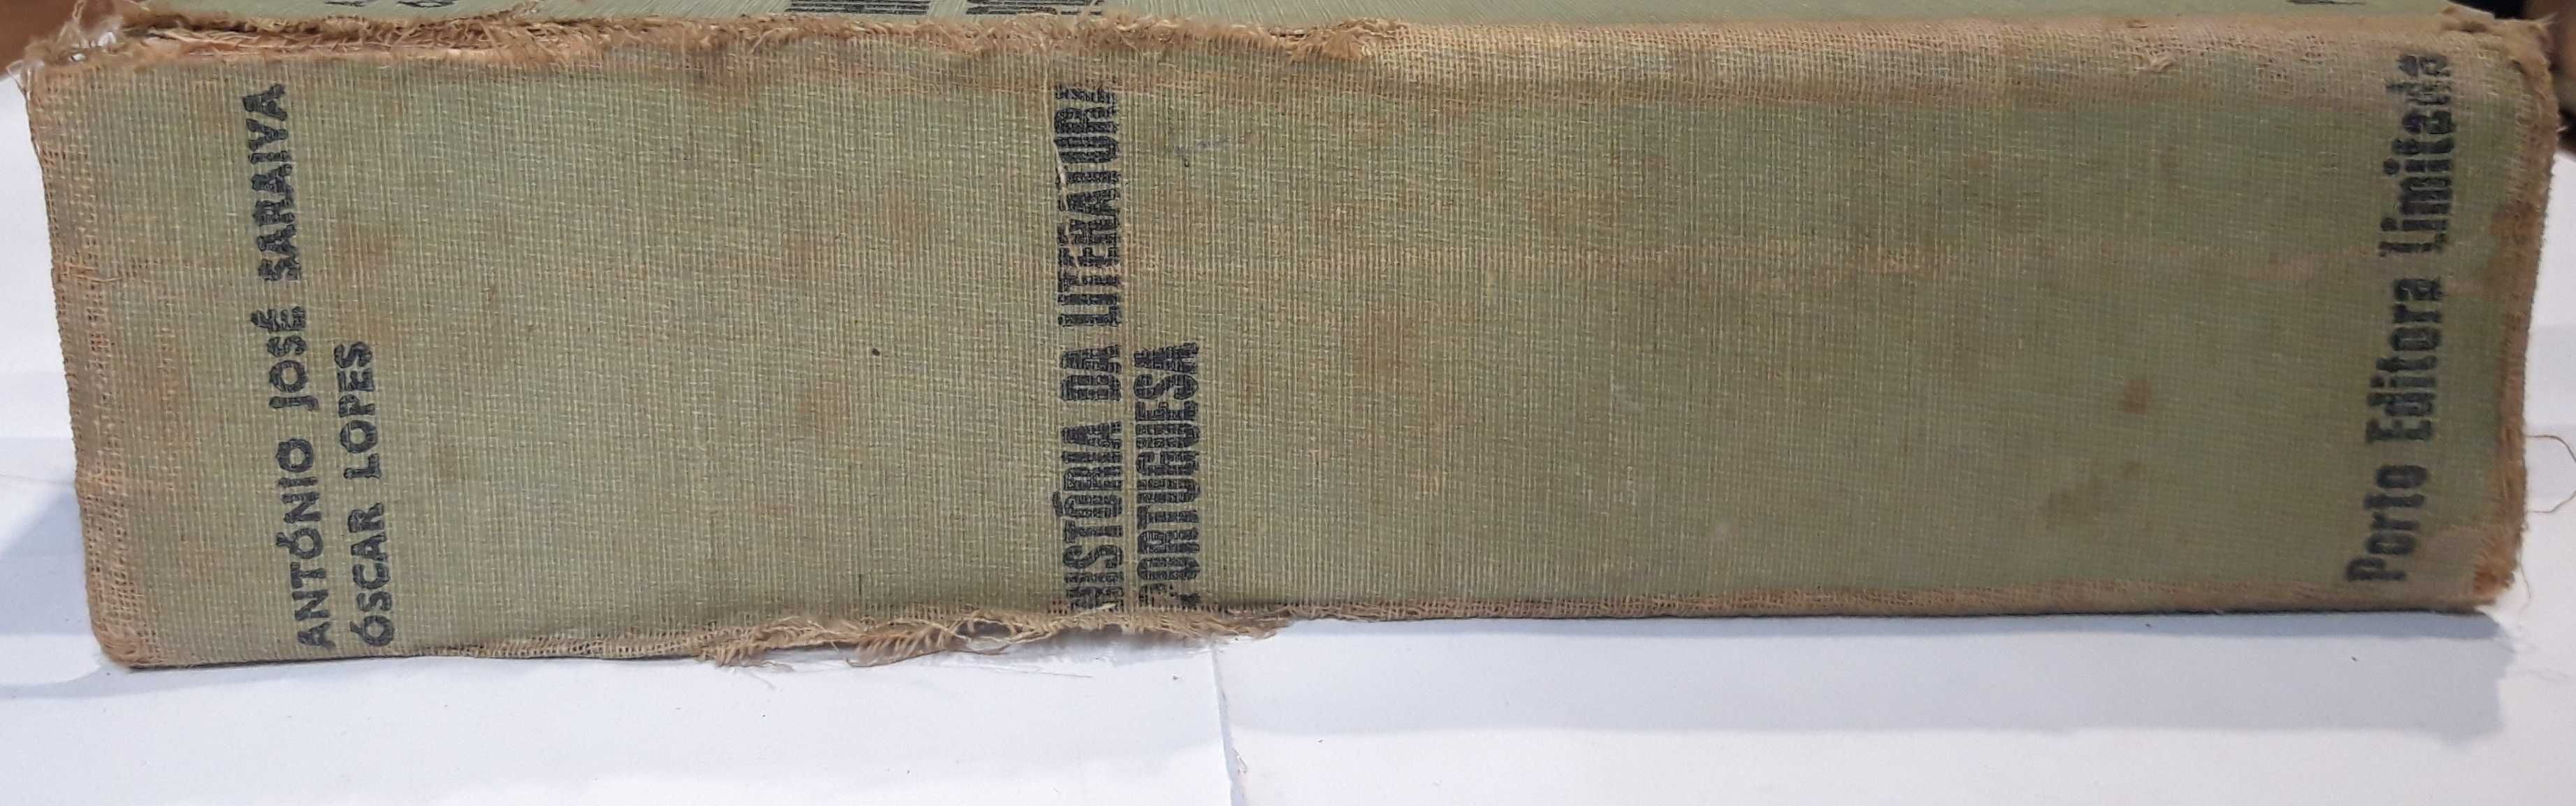 ANTÓNIO JOSÉ SARAIVA
ÓSCAR LOPES
HISTÓRIA DA LITERATURA
PORTUGUESA
Porto Editora Limitada